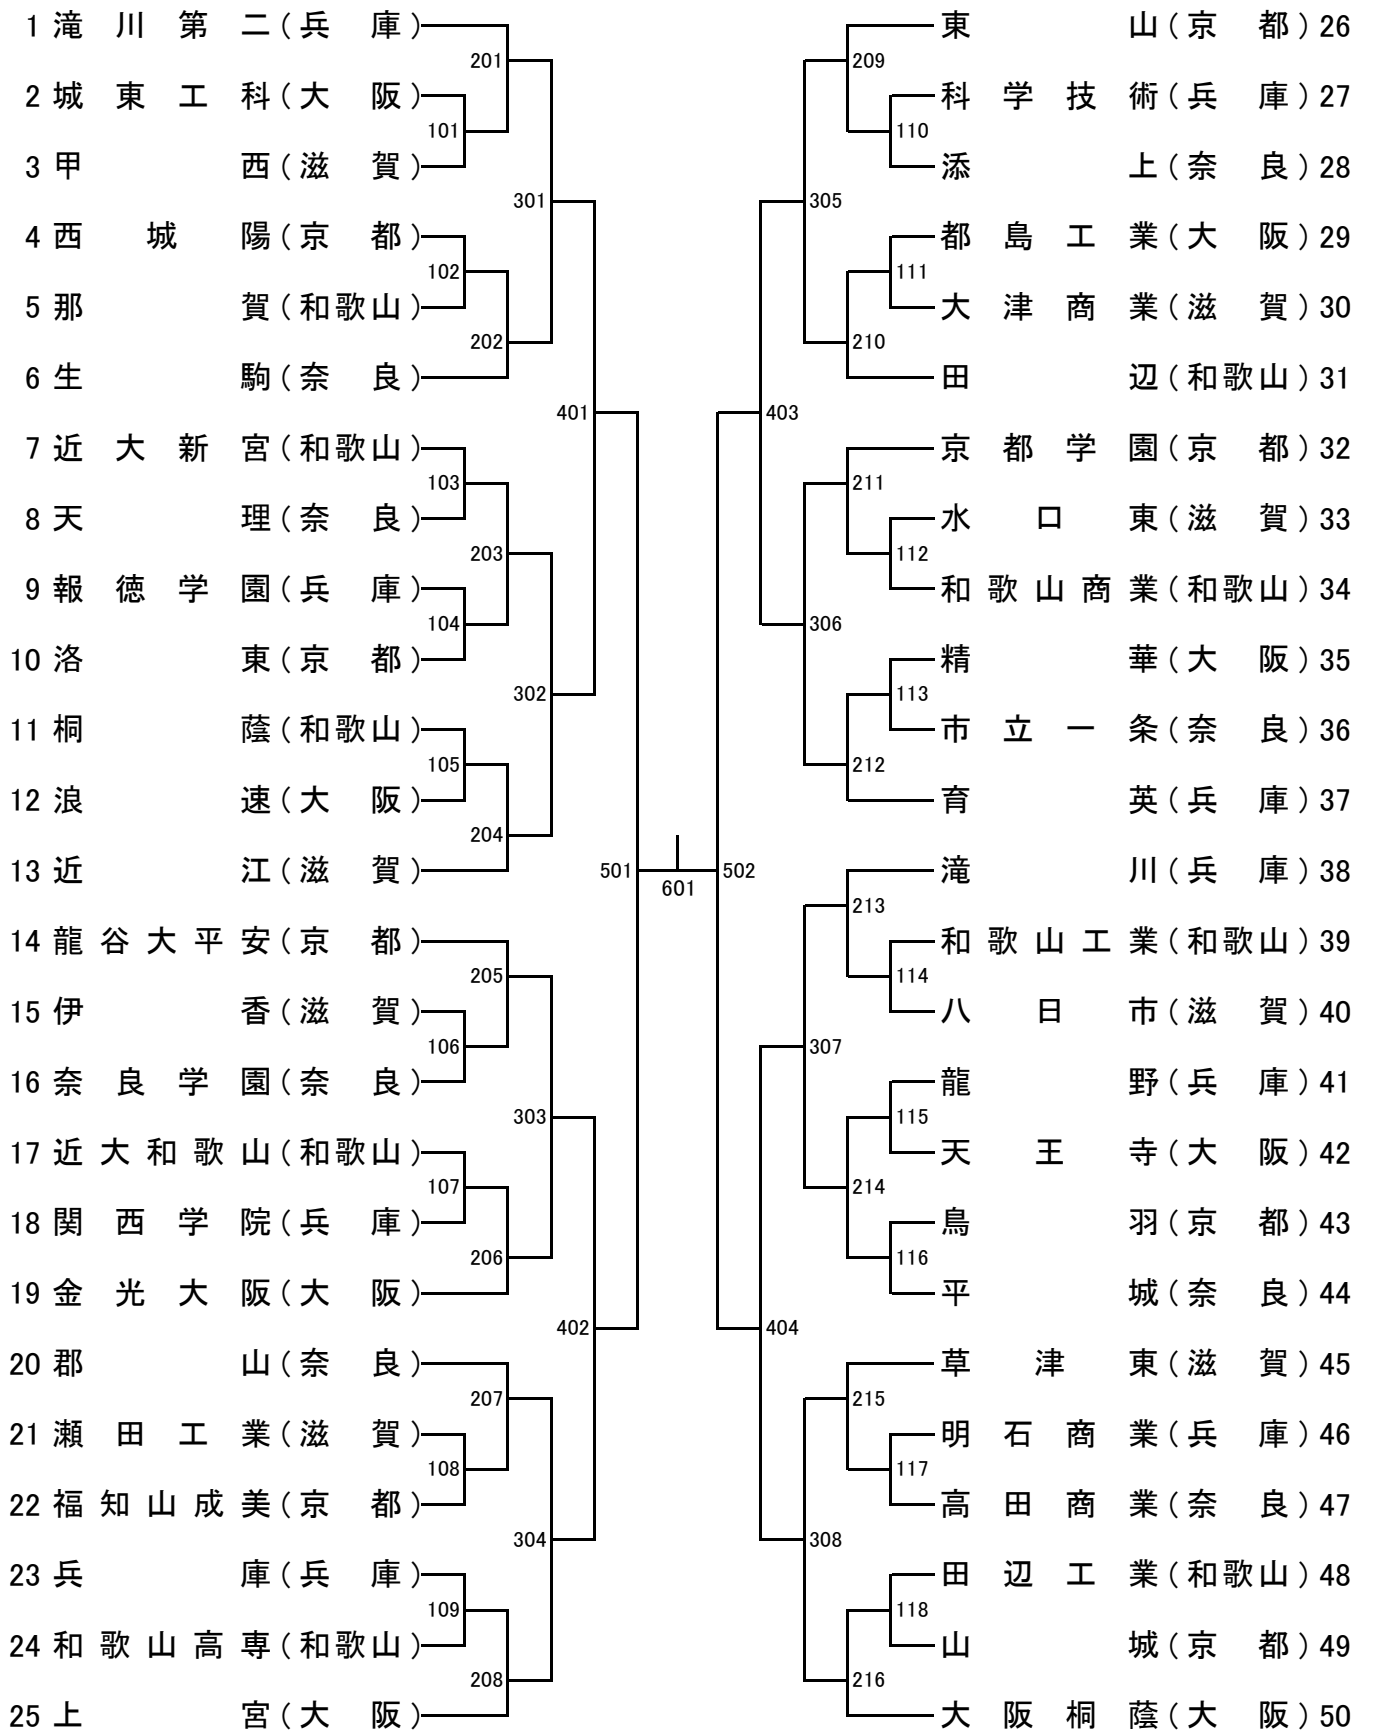 1 滝川第二(兵庫) 東山(京都) 26
201 209
2 城東工科(大阪) 科学技術(兵庫) 27
101 110
3 甲西(滋賀) 添上(奈良) 28
301 305
4 西城陽(京都) 都島工業(大阪) 29
102 111
5 那賀(和歌山) 大津商業(滋賀) 30
202 210
6 生駒(奈良) 田辺(和歌山) 31
401 403
7 近大新宮(和歌山) 京都学園(京都) 32
103 211
8 天理(奈良) 水口東(滋賀) 33
203 112
9 報徳学園(兵庫) 和歌山商業(和歌山) 34
104 306
10 洛東(京都) 精華(大阪) 35
302 113
11 桐蔭(和歌山) 市立一条(奈良) 36
105 212
12 浪速(大阪) 育英(兵庫) 37
204
13 近江(滋賀) 501 502 滝川(兵庫) 38
601
213
14 龍谷大平安(京都) 和歌山工業(和歌山) 39
205 114
15 伊香(滋賀) 八日市(滋賀) 40
106 307
16 奈良学園(奈良) 龍野(兵庫) 41
303 115
17 近大和歌山(和歌山) 天王寺(大阪) 42
107 214
18 関西学院(兵庫) 鳥羽(京都) 43
206 116
19 金光大阪(大阪) 平城(奈良) 44
402 404
20 郡山(奈良) 草津東(滋賀) 45
207 215
21 瀬田工業(滋賀) 明石商業(兵庫) 46
108 117
22 福知山成美(京都) 高田商業(奈良) 47
304 308
23 兵庫(兵庫) 田辺工業(和歌山) 48
109 118
24 和歌山高専(和歌山) 山城(京都) 49
208 216
25 上宮(大阪) 大阪桐蔭(大阪) 50